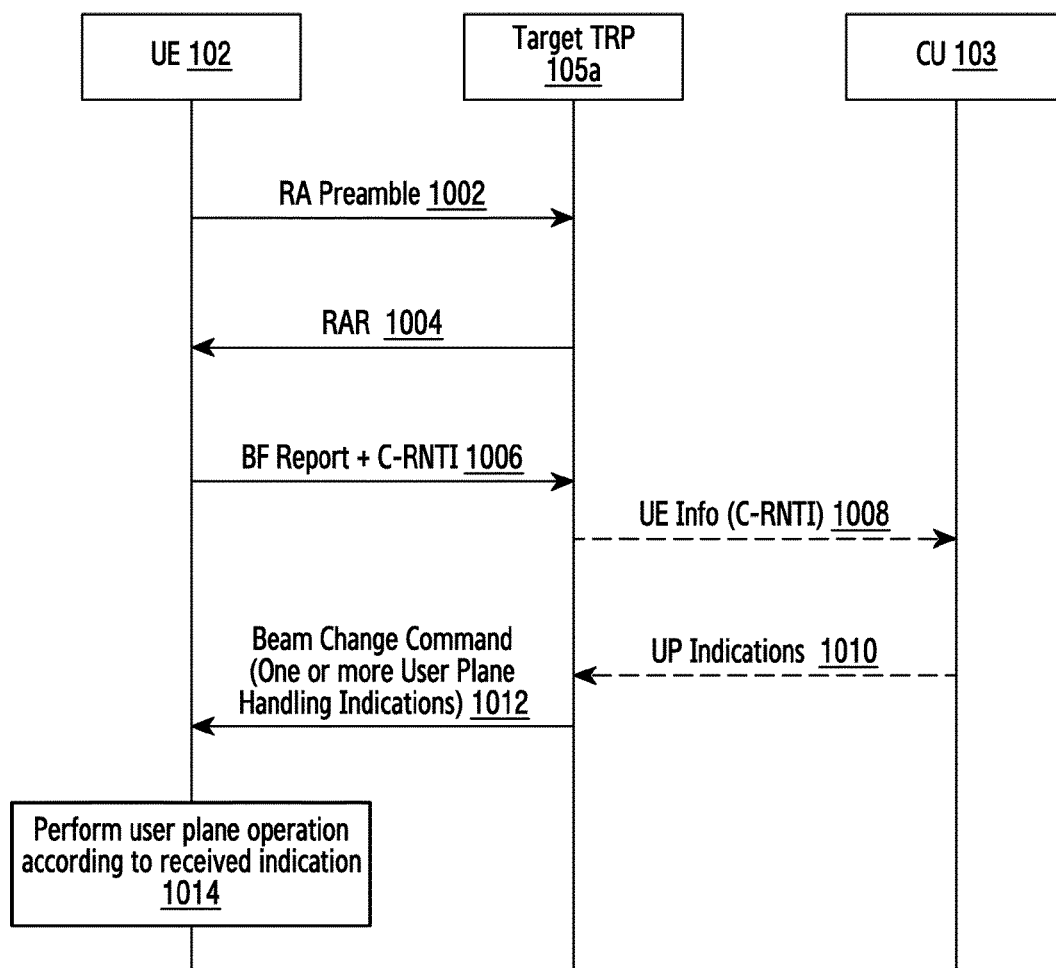 UE 102
Target TRP
105a
CU 103
RA Preamble 1002
RAR 1004
BF Report + C-RNTI 1006
UE Info (C-RNTI) 1008
UP Indications 1010
Beam Change Command
(One or more User Plane
Handling Indications) 1012
Perform user plane operation
according to received indication
1014